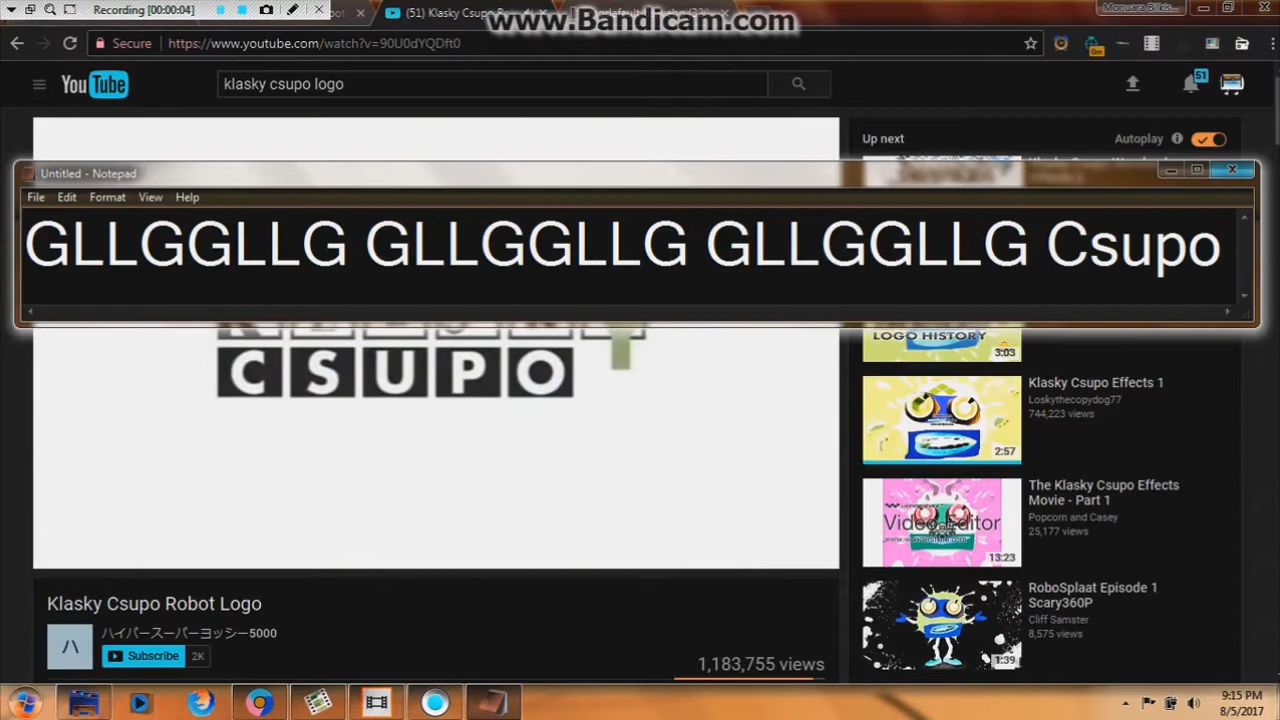 Recording [00:00:04]
www.Bandicam.com
(51) Klasky Csupo R
Secure https://www.youtube.com/watch?v=90U0dYQDft0
0m
YouTube
klasky csupo logo
51
Up next
Autoplay
Untitled - Notepad
File Edit Format View Help
GLLGGLLG GLLGGLLG GLLGGLLG Csupo
CSUPO
LOGO HISTORY
3:03
Klasky Csupo Effects 1
Loskythecopydog77
744,223 views
2:57
The Klasky Csupo Effects
Movie - Part 1
Popcorn and Casey
25,177 views
Video Editor
13:23
RoboSplaat Episode 1
Scary360P
Cliff Samster
8,575 views
1:39
Klasky Csupo Robot Logo
ハ
ハイパースーパーヨッシー5000
Subscribe 2K
1,183,755 views
9:15 PM
8/5/2017